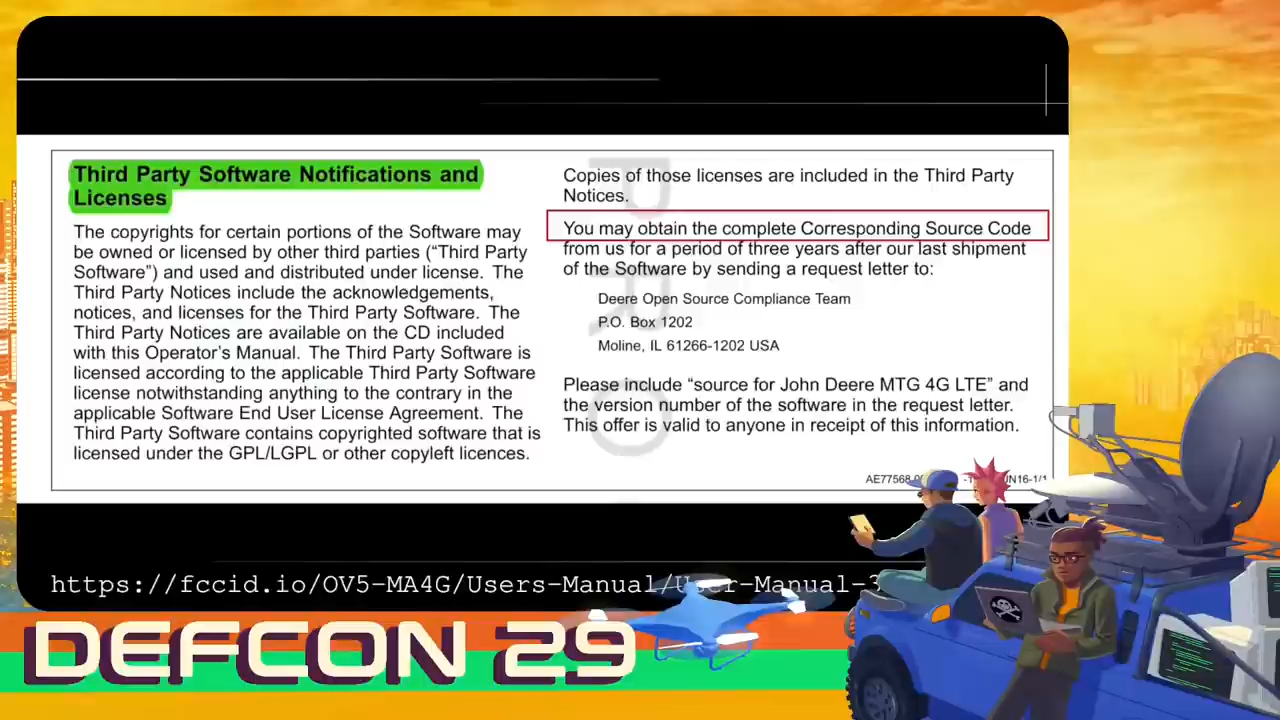 Third Party Software Notifications and
Licenses
The copyrights for certain portions of the Software may
be owned or licensed by other third parties (“Third Party
Software”) and used and distributed under license. The
Third Party Notices include the acknowledgements,
notices, and licenses for the Third Party Software. The
Third Party Notices are available on the CD included
with this Operator's Manual. The Third Party Software is
licensed according to the applicable Third Party Software
license notwithstanding anything to the contrary in the
applicable Software End User License Agreement. The
Third Party Software contains copyrighted software that is
licensed under the GPL/LGPL or other copyleft licences.
Copies of those licenses are included in the Third Party
Notices.
You may obtain the complete Corresponding Source Code
from us for a period of three years after our last shipment
of the Software by sending a request letter to:
Deere Open Source Compliance Team
P.O. Box 1202
Moline, IL 61266-1202 USA
Please include “source for John Deere MTG 4G LTE” and
the version number of the software in the request letter.
This offer is valid to anyone in receipt of this information.
https://fccid.io/OV5-MA4G/Users-Manual/User-Manual-3
DEFCON 29